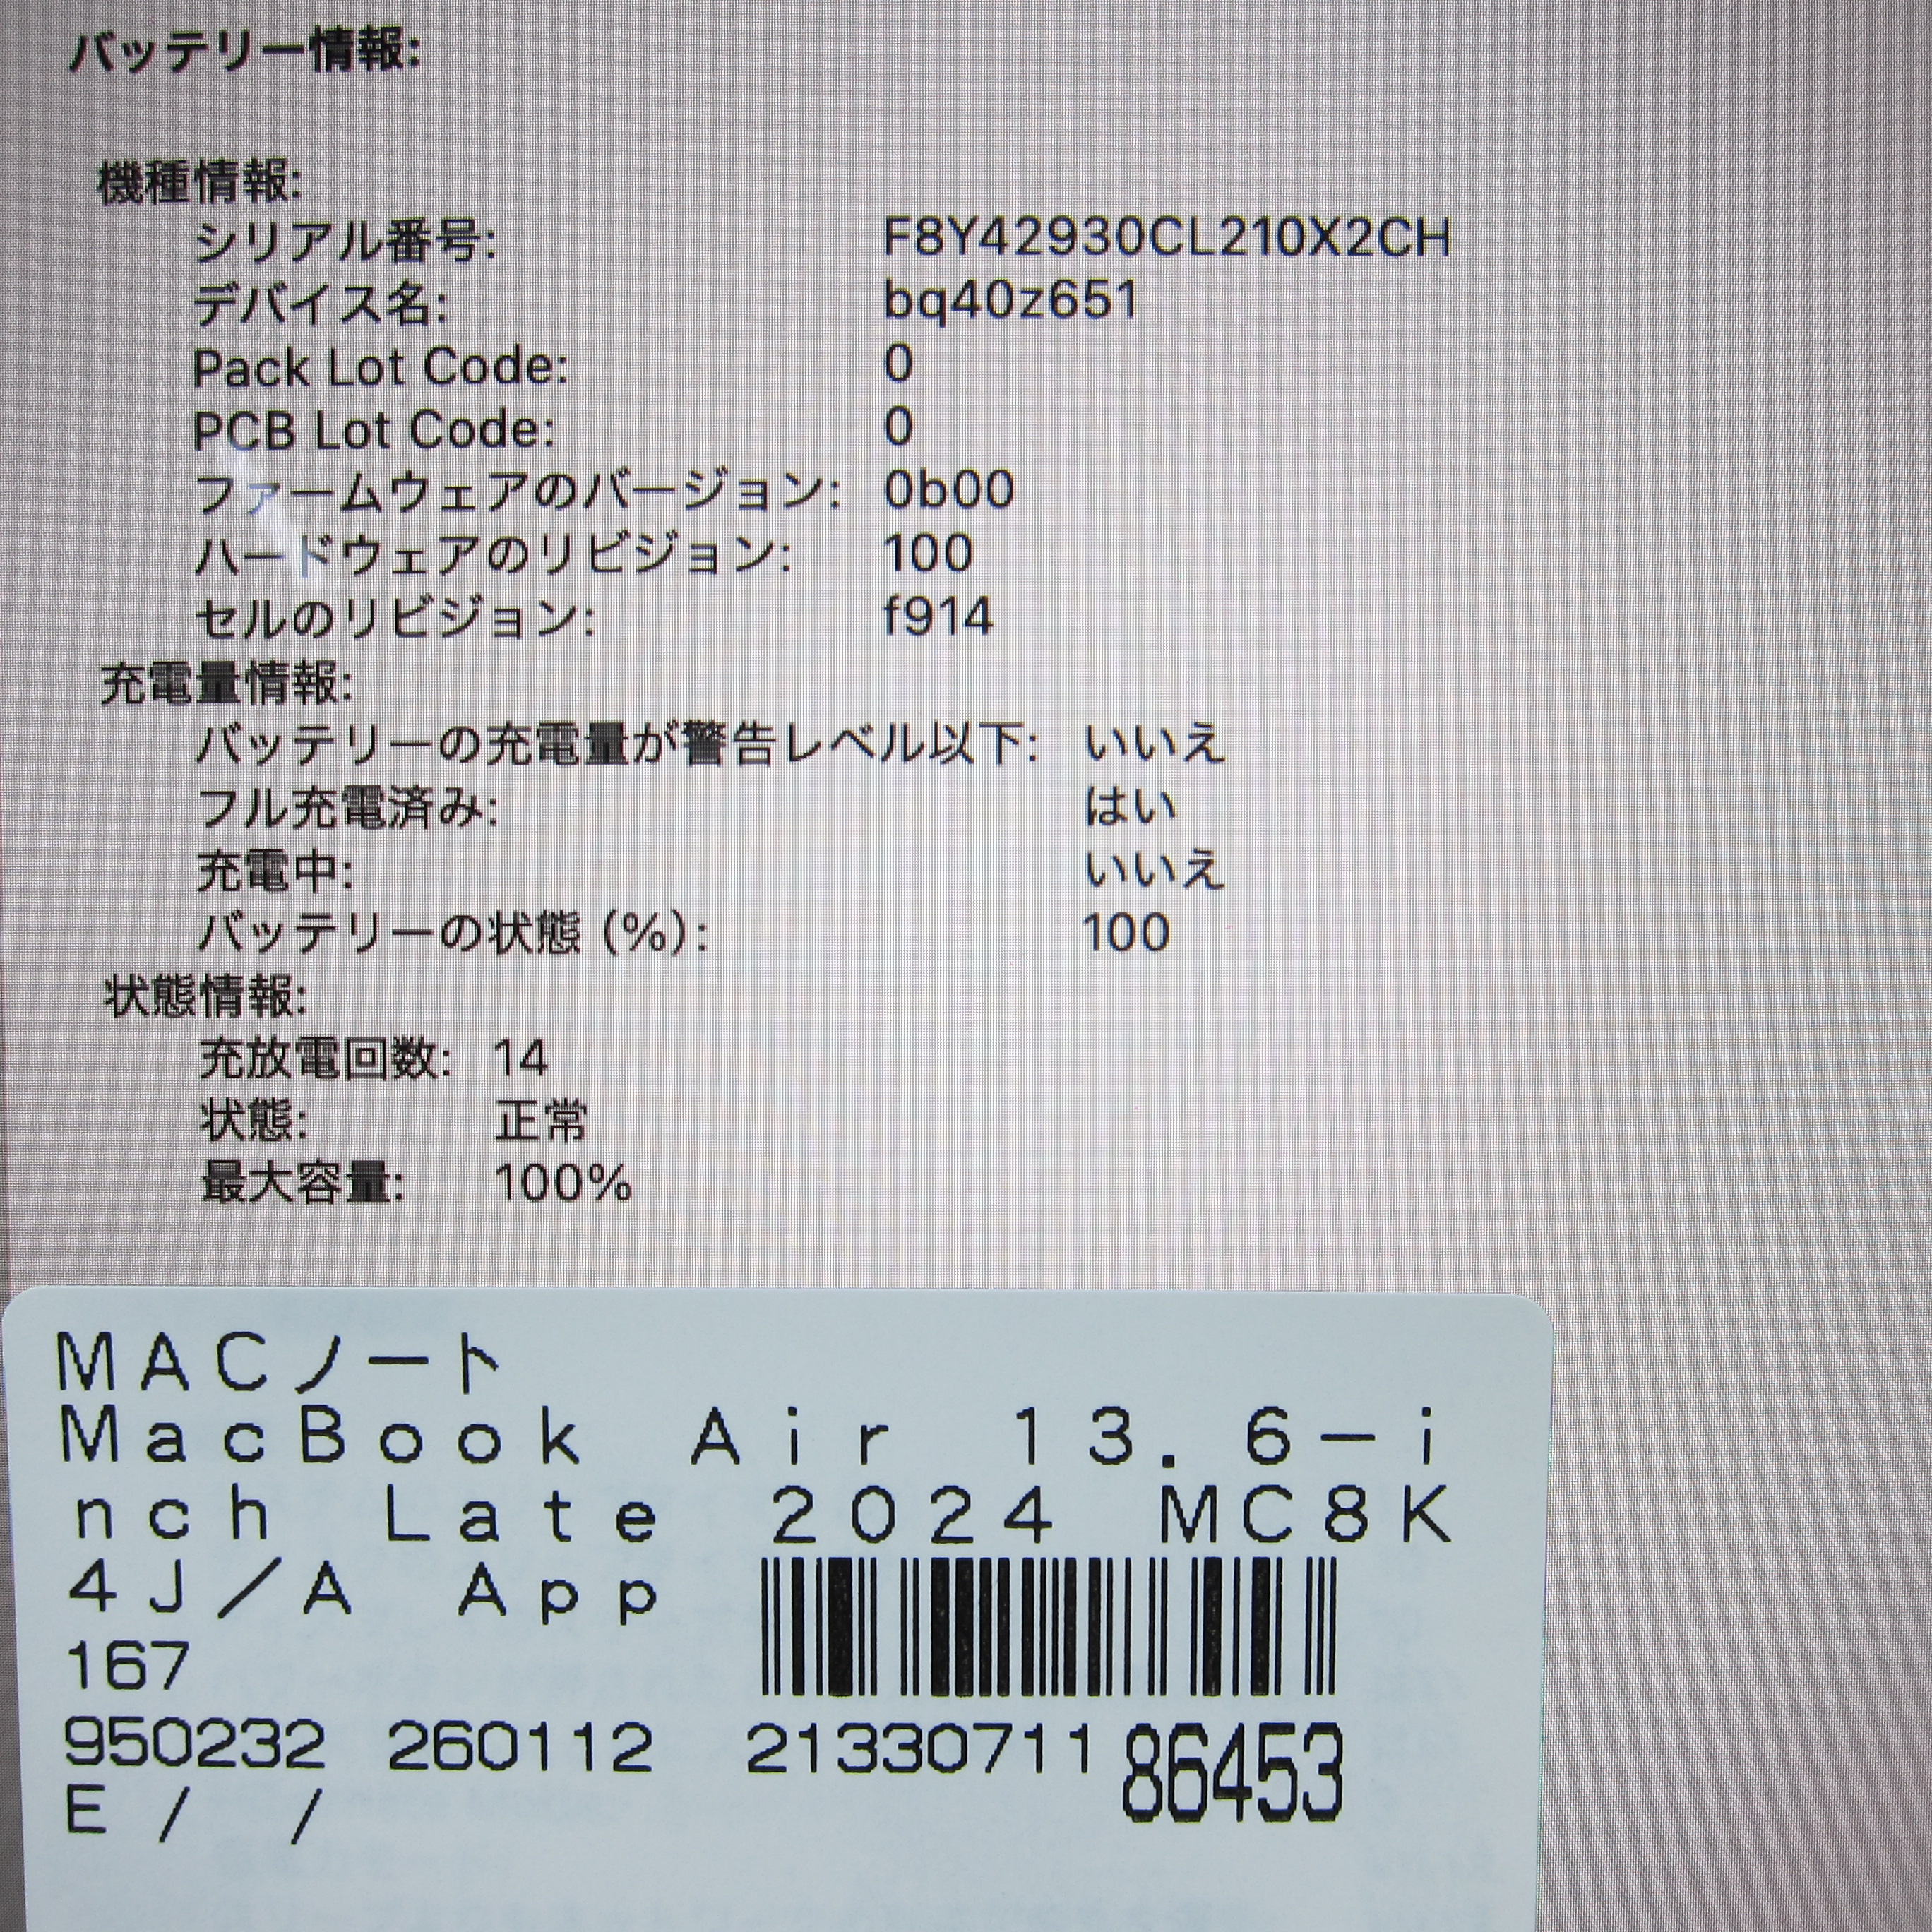 バッテリー情報:
機種情報:
シリアル番号: F8Y42930CL210X2CH
デバイス名: bq40z651
Pack Lot Code: 0
PCB Lot Code: 0
ファームウェアのバージョン: 0b00
ハードウェアのリビジョン: 100
セルのリビジョン: f914
充電量情報:
バッテリーの充電量が警告レベル以下: いいえ
フル充電済み: はい
充電中: いいえ
バッテリーの状態 (%): 100
状態情報:
充放電回数: 14
状態: 正常
最大容量: 100%
MACノート
MacBook Air 13.6−i
nch Late 2024 MC8K
4J／A App
167
950232 260112 21330711 86453
E / /